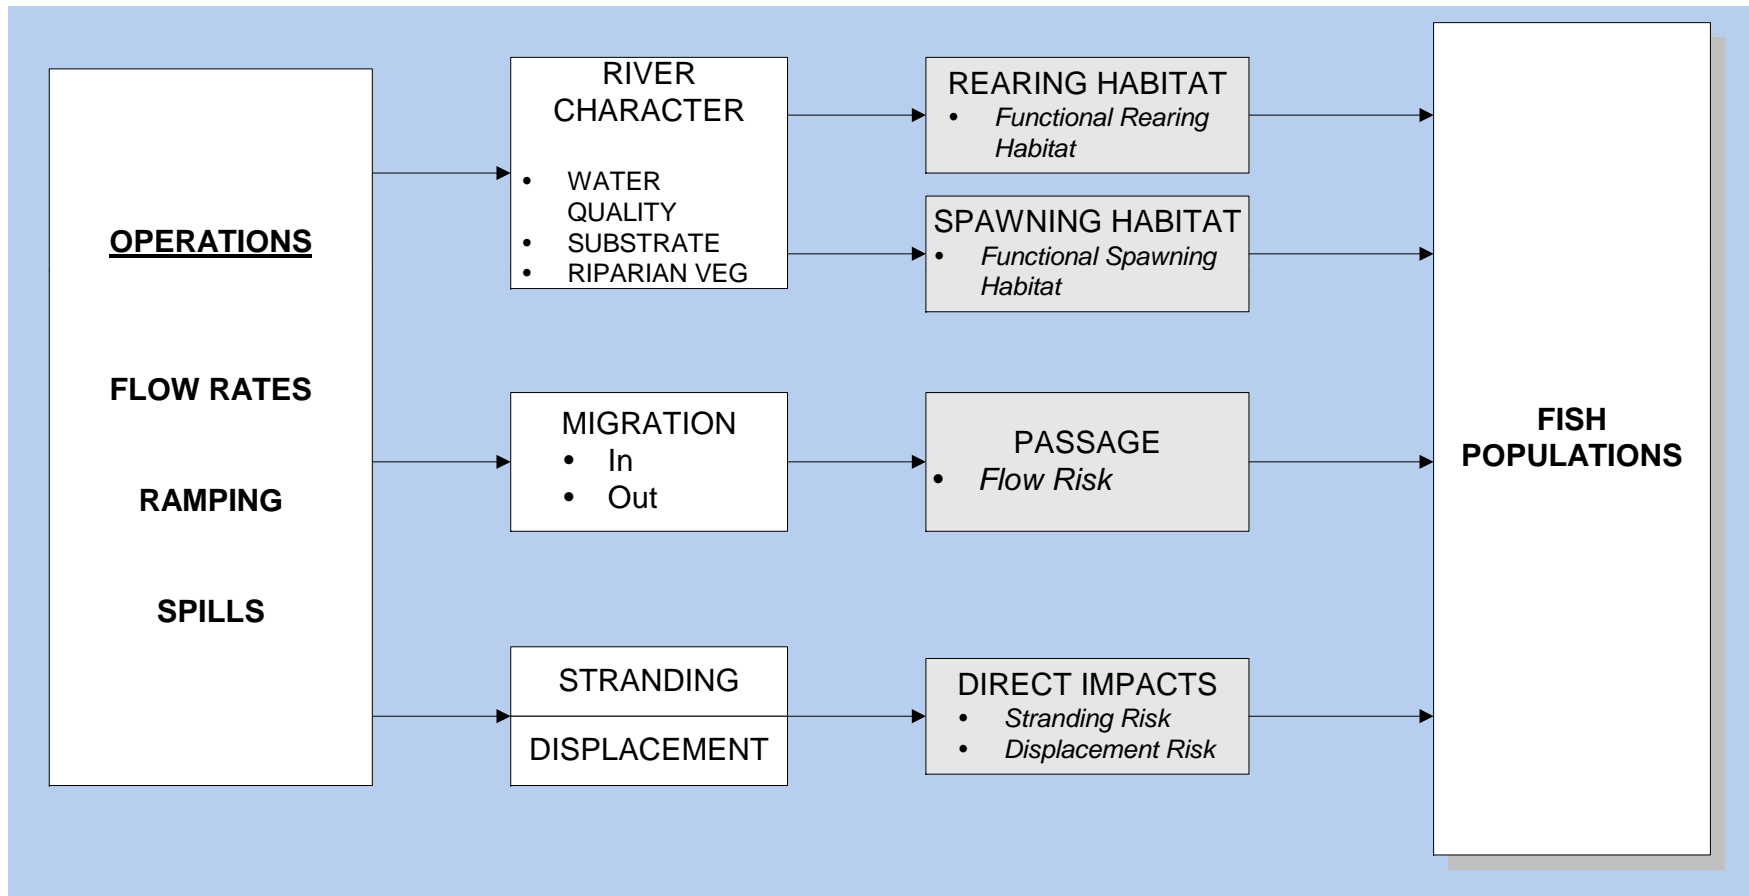 OPERATIONS
FLOW RATES
RAMPING
SPILLS
RIVER
CHARACTER
• WATER
QUALITY
• SUBSTRATE
• RIPARIAN VEG
MIGRATION
• In
• Out
STRANDING
DISPLACEMENT
REARING HABITAT
• Functional Rearing
Habitat
SPAWNING HABITAT
• Functional Spawning
Habitat
PASSAGE
• Flow Risk
DIRECT IMPACTS
• Stranding Risk
• Displacement Risk
FISH
POPULATIONS